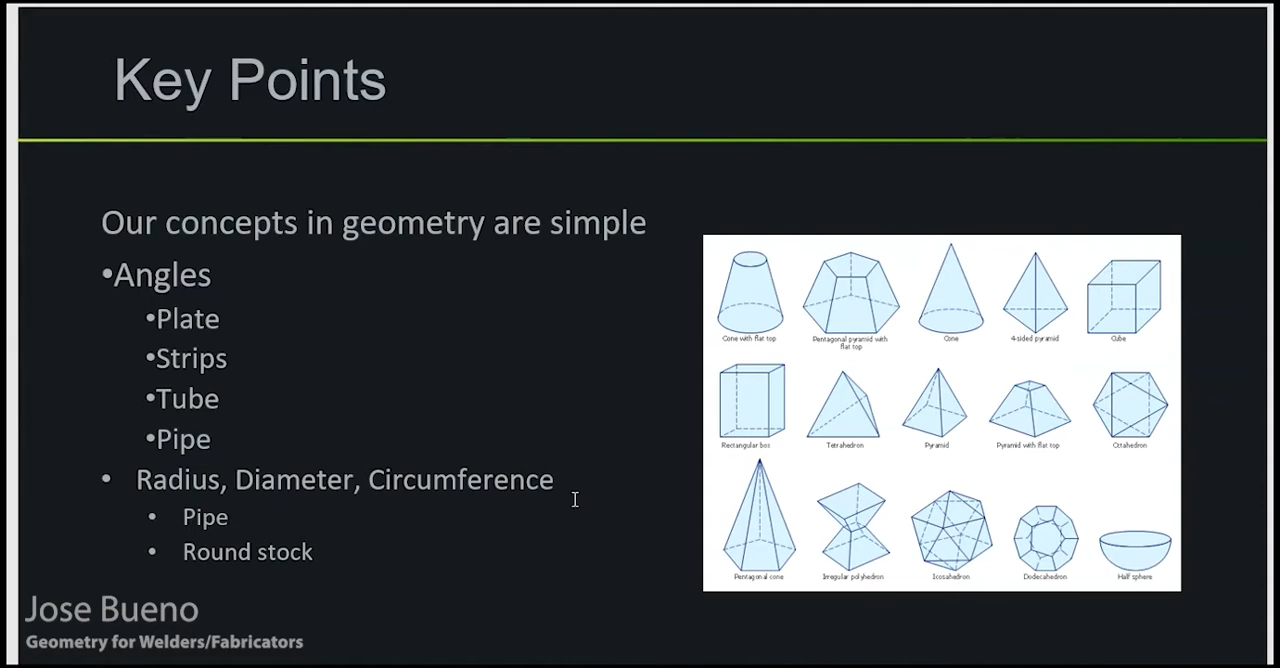 Key Points
Our concepts in geometry are simple
•Angles
•Plate
•Strips
•Tube
•Pipe
• Radius, Diameter, Circumference
• Pipe
• Round stock
Cone with flat top
Pentagonal pyramid with
flat top
Cone
4-sided pyramid
Cube
Rectangular box
Tetrahedron
Pyramid
Pyramid with flat top
Octahedron
Pentagonal cone
Irregular polyhedron
Icosahedron
Dodecahedron
Half sphere
Jose Bueno
Geometry for Welders/Fabricators